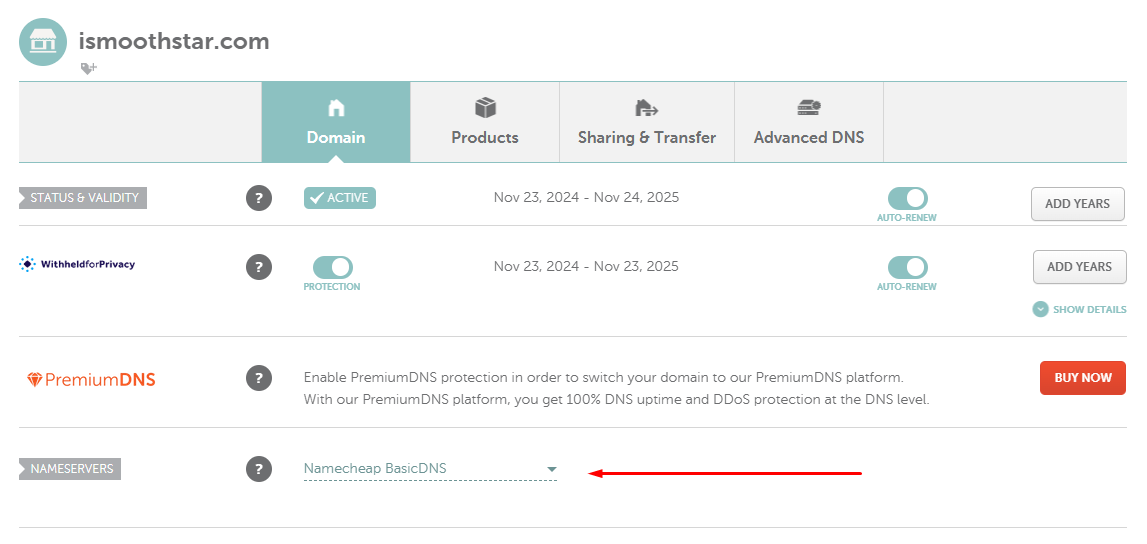 ismoothstar.com
Domain
Products
Sharing & Transfer
Advanced DNS
STATUS & VALIDITY
?
ACTIVE
Nov 23, 2024 - Nov 24, 2025
AUTO-RENEW
ADD YEARS
WithheldforPrivacy
?
PROTECTION
Nov 23, 2024 - Nov 23, 2025
AUTO-RENEW
ADD YEARS
SHOW DETAILS
PremiumDNS
?
Enable PremiumDNS protection in order to switch your domain to our PremiumDNS platform.
With our PremiumDNS platform, you get 100% DNS uptime and DDoS protection at the DNS level.
BUY NOW
NAMESERVERS
?
Namecheap BasicDNS